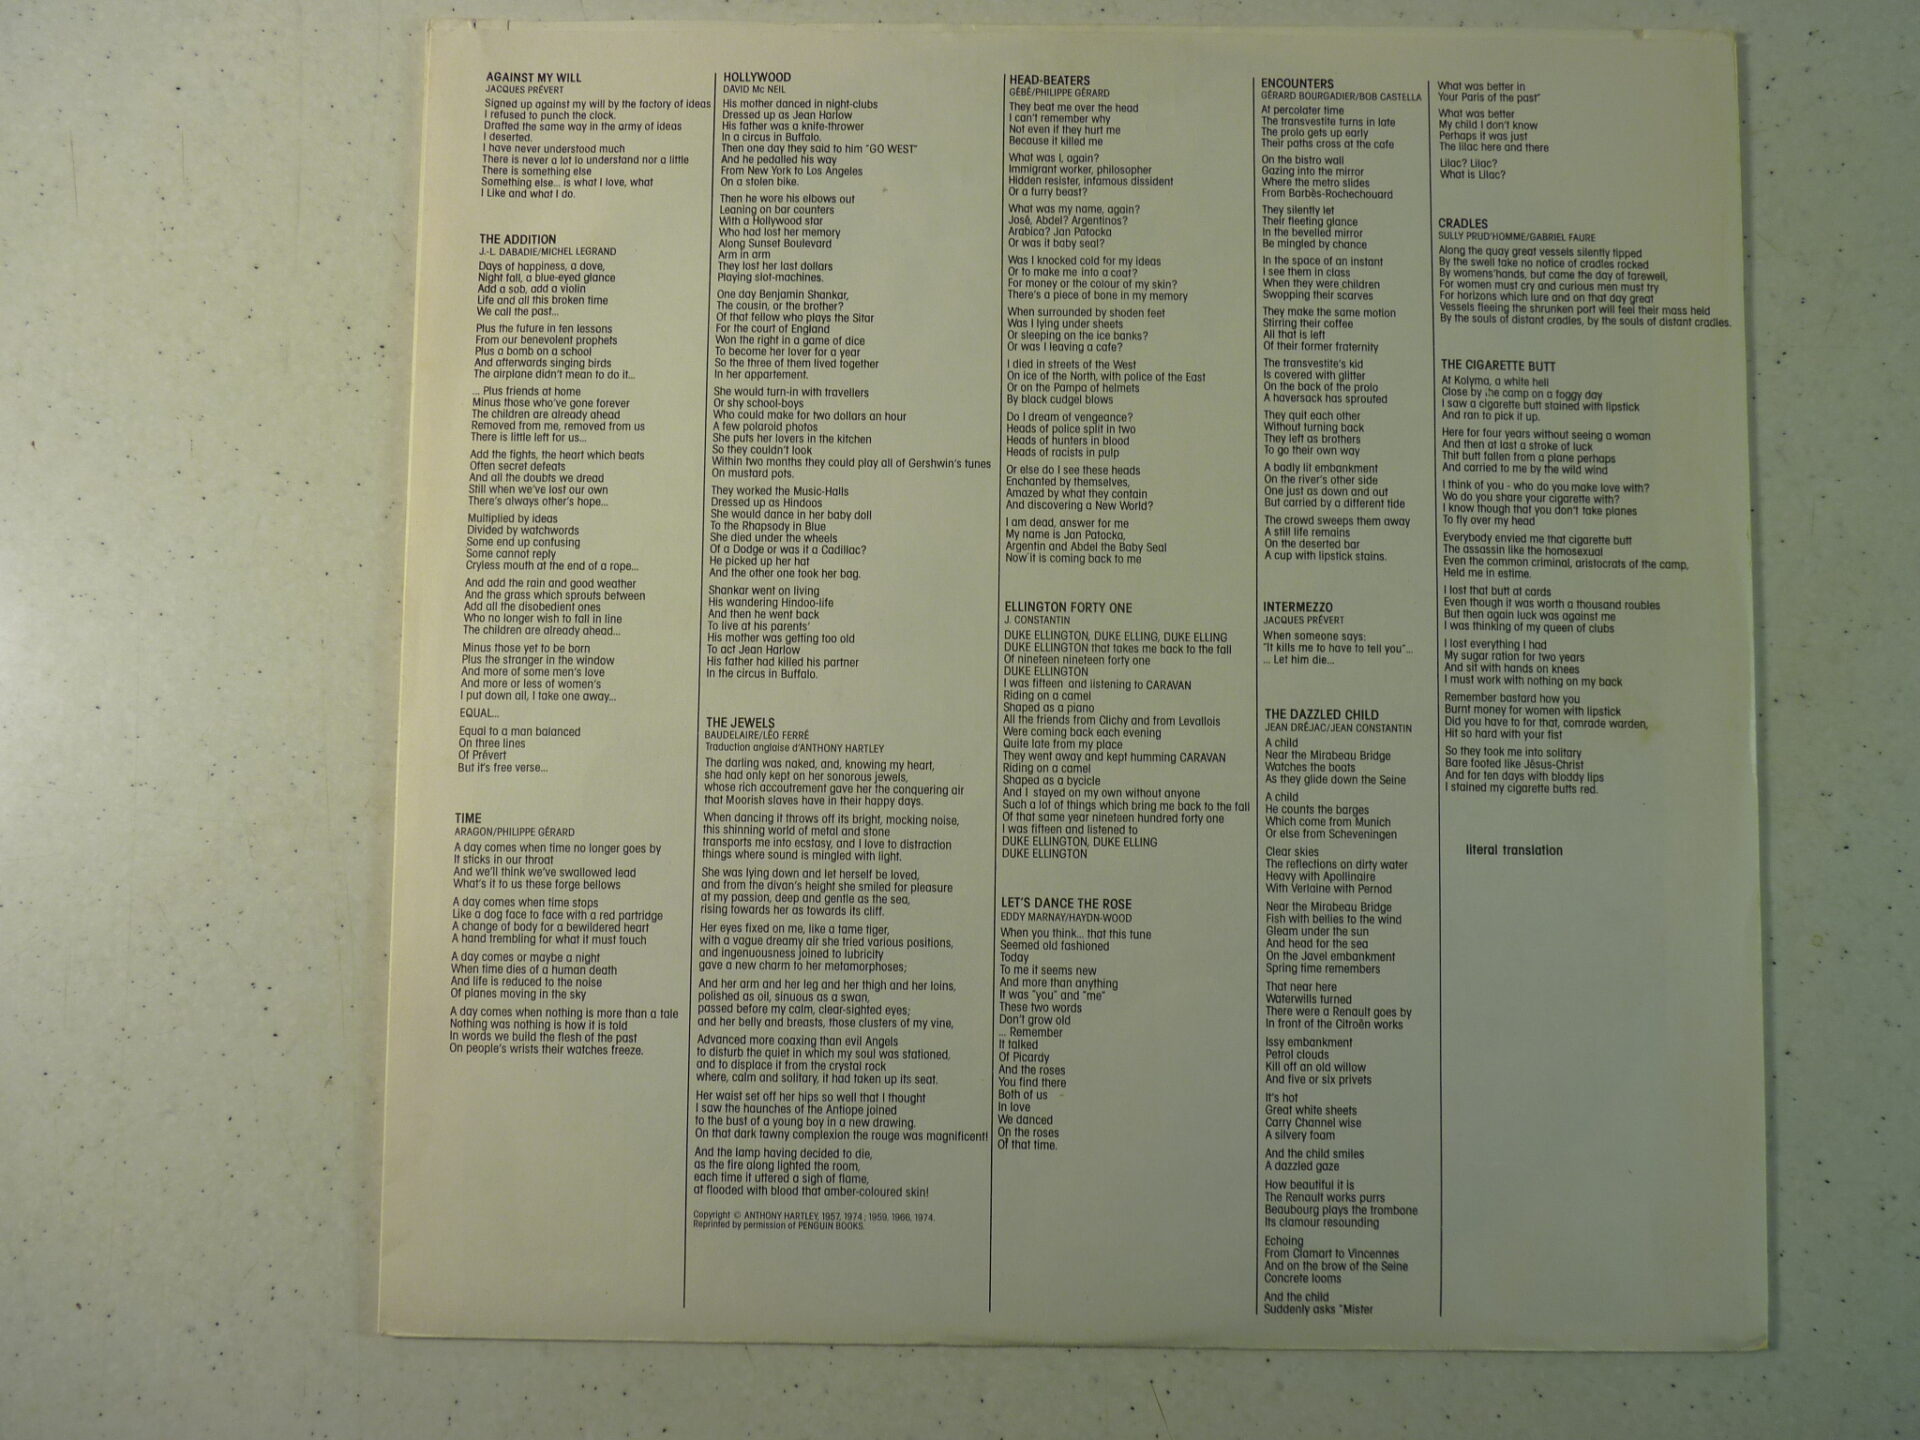 AGAINST MY WILL
JACQUES PRÉVERT
Signed up against my will by the factory of ideas
I refused to punch the clock.
Drafted the same way in the army of ideas
I deserted.
I have never understood much
There is never a lot to understand nor a little
There is something else
Something else... is what I love, what
I Like and what I do.
THE ADDITION
J.-L. DABADIE/MICHEL LEGRAND
Days of happiness, a dove,
Night fall, a blue-eyed glance
Add a sob, add a violin
Life and all this broken time
We call the past...
Plus the future in ten lessons
From our benevolent prophets
Plus a bomb on a school
And afterwards singing birds
The airplane didn't mean to do it...
... Plus friends at home
Minus those who've gone forever
The children are already ahead
Removed from me, removed from us
There is little left for us...
Add the fights, the heart which beats
Often secret defeats
And all the doubts we dread
Still when we've lost our own
There's always other's hope...
Multiplied by ideas
Divided by watchwords
Some end up confusing
Some cannot reply
Cryless mouth at the end of a rope...
And add the rain and good weather
And the grass which sprouts between
Add all the disobedient ones
Who no longer wish to fall in line
The children are already ahead...
Minus those yet to be born
Plus the stranger in the window
And more of some men's love
And more or less of women's
I put down all, I take one away...
EQUAL...
Equal to a man balanced
On three lines
Of Prévert
But it's free verse...
TIME
ARAGON/PHILIPPE GÉRARD
A day comes when time no longer goes by
It sticks in our throat
And we'll think we've swallowed lead
What's it to us these forge bellows
A day comes when time stops
Like a dog face to face with a red partridge
A change of body for a bewildered heart
A hand trembling for what it must touch
A day comes or maybe a night
When time dies of a human death
And life is reduced to the noise
Of planes moving in the sky
A day comes when nothing is more than a tale
Nothing was nothing is how it is told
In words we build the flesh of the past
On people's wrists their watches freeze.
HOLLYWOOD
DAVID Mc NEIL
His mother danced in night-clubs
Dressed up as Jean Harlow
His father was a knife-thrower
In a circus in Buffalo.
Then one day they said to him "GO WEST"
And he pedalled his way
From New York to Los Angeles
On a stolen bike.
Then he wore his elbows out
Leaning on bar counters
With a Hollywood star
Who had lost her memory
Along Sunset Boulevard
Arm in arm
They lost her last dollars
Playing slot-machines.
One day Benjamin Shankar,
The cousin, or the brother?
Of that fellow who plays the Sitar
For the court of England
Won the right in a game of dice
To become her lover for a year
So the three of them lived together
In her appartement.
She would turn-in with travellers
Or shy school-boys
Who could make for two dollars an hour
A few polaroid photos
She puts her lovers in the kitchen
So they couldn't look
Within two months they could play all of Gershwin's tunes
On mustard pots.
They worked the Music-Halls
Dressed up as Hindoos
She would dance in her baby doll
To the Rhapsody in Blue
She died under the wheels
Of a Dodge or was it a Cadillac?
He picked up her hat
And the other one took her bag.
Shankar went on living
His wandering Hindoo-life
And then he went back
To live at his parents'
His mother was getting too old
To act Jean Harlow
His father had killed his partner
In the circus in Buffalo.
THE JEWELS
BAUDELAIRE/LÉO FERRÉ
Traduction anglaise d'ANTHONY HARTLEY
The darling was naked, and, knowing my heart,
she had only kept on her sonorous jewels,
whose rich accoutrement gave her the conquering air
that Moorish slaves have in their happy days.
When dancing it throws off its bright, mocking noise,
this shinning world of metal and stone
transports me into ecstasy, and I love to distraction
things where sound is mingled with light.
She was lying down and let herself be loved,
and from the divan's height she smiled for pleasure
at my passion, deep and gentle as the sea,
rising towards her as towards its cliff.
Her eyes fixed on me, like a tame tiger,
with a vague dreamy air she tried various positions,
and ingenuousness joined to lubricity
gave a new charm to her metamorphoses;
And her arm and her leg and her thigh and her loins,
polished as oil, sinuous as a swan,
passed before my calm, clear-sighted eyes;
and her belly and breasts, those clusters of my vine,
Advanced more coaxing than evil Angels
to disturb the quiet in which my soul was stationed,
and to displace it from the crystal rock
where, calm and solitary, it had taken up its seat.
Her waist set off her hips so well that I thought
I saw the haunches of the Antiope joined
to the bust of a young boy in a new drawing.
On that dark tawny complexion the rouge was magnificent!
And the lamp having decided to die,
as the fire along lighted the room,
each time it uttered a sigh of flame,
at flooded with blood that amber-coloured skin!
Copyright © ANTHONY HARTLEY, 1957, 1974; 1959, 1966, 1974.
Reprinted by permission of PENGUIN BOOKS.
HEAD-BEATERS
GÉBÉ/PHILIPPE GÉRARD
They beat me over the head
I can't remember why
Not even if they hurt me
Because it killed me
What was I, again?
Immigrant worker, philosopher
Hidden resister, infamous dissident
Or a furry beast?
What was my name, again?
José, Abdel? Argentinos?
Arabica? Jan Patocka
Or was it baby seal?
Was I knocked cold for my ideas
Or to make me into a coat?
For money or the colour of my skin?
There's a piece of bone in my memory
When surrounded by shoden feet
Was I lying under sheets
Or sleeping on the ice banks?
Or was I leaving a cafe?
I died in streets of the West
On ice of the North, with police of the East
Or on the Pampa of helmets
By black cudgel blows
Do I dream of vengeance?
Heads of police split in two
Heads of hunters in blood
Heads of racists in pulp
Or else do I see these heads
Enchanted by themselves,
Amazed by what they contain
And discovering a New World?
I am dead, answer for me
My name is Jan Patocka,
Argentin and Abdel the Baby Seal
Now it is coming back to me
ELLINGTON FORTY ONE
J. CONSTANTIN
DUKE ELLINGTON, DUKE ELLING, DUKE ELLING
DUKE ELLINGTON that takes me back to the fall
Of nineteen nineteen forty one
DUKE ELLINGTON
I was fifteen and listening to CARAVAN
Riding on a camel
Shaped as a piano
All the friends from Clichy and from Levallois
Were coming back each evening
Quite late from my place
They went away and kept humming CARAVAN
Riding on a camel
Shaped as a bycicle
And I stayed on my own without anyone
Such a lot of things which bring me back to the fall
Of that same year nineteen hundred forty one
I was fifteen and listened to
DUKE ELLINGTON, DUKE ELLING
DUKE ELLINGTON
LET'S DANCE THE ROSE
EDDY MARNAY/HAYDN-WOOD
When you think... that this tune
Seemed old fashioned
Today
To me it seems new
And more than anything
It was "you" and "me"
These two words
Don't grow old
... Remember
It talked
Of Picardy
And the roses
You find there
Both of us
In love
We danced
On the roses
Of that time.
ENCOUNTERS
GÉRARD BOURGADIER/BOB CASTELLA
At percolater time
The transvestite turns in late
The prolo gets up early
Their paths cross at the cafe
On the bistro wall
Gazing into the mirror
Where the metro slides
From Barbès-Rochechouard
They silently let
Their fleeting glance
In the bevelled mirror
Be mingled by chance
In the space of an instant
I see them in class
When they were children
Swopping their scarves
They make the same motion
Stirring their coffee
All that is left
Of their former fraternity
The transvestite's kid
Is covered with glitter
On the back of the prolo
A haversack has sprouted
They quit each other
Without turning back
They left as brothers
To go their own way
A badly lit embankment
On the river's other side
One just as down and out
But carried by a different tide
The crowd sweeps them away
A still life remains
On the deserted bar
A cup with lipstick stains.
INTERMEZZO
JACQUES PRÉVERT
When someone says:
"It kills me to have to tell you"...
... Let him die...
THE DAZZLED CHILD
JEAN DRÉJAC/JEAN CONSTANTIN
A child
Near the Mirabeau Bridge
Watches the boats
As they glide down the Seine
A child
He counts the barges
Which come from Munich
Or else from Scheveningen
Clear skies
The reflections on dirty water
Heavy with Apollinaire
With Verlaine with Pernod
Near the Mirabeau Bridge
Fish with bellies to the wind
Gleam under the sun
And head for the sea
On the Javel embankment
Spring time remembers
That near here
Waterwills turned
There were a Renault goes by
In front of the Citroën works
Issy embankment
Petrol clouds
Kill off an old willow
And five or six privets
It's hot
Great white sheets
Carry Channel wise
A silvery foam
And the child smiles
A dazzled gaze
How beautiful it is
The Renault works purrs
Beaubourg plays the trombone
Its clamour resounding
Echoing
From Clamart to Vincennes
And on the brow of the Seine
Concrete looms
And the child
Suddenly asks "Mister
What was better in
Your Paris of the past"
What was better
My child I don't know
Perhaps it was just
The lilac here and there
Lilac? Lilac?
What is Lilac?
CRADLES
SULLY PRUD'HOMME/GABRIEL FAURE
Along the quay great vessels silently tipped
By the swell take no notice of cradles rocked
By womens'hands, but came the day of farewell,
For women must cry and curious men must try
For horizons which lure and on that day great
Vessels fleeing the shrunken port will feel their mass held
By the souls of distant cradles, by the souls of distant cradles.
THE CIGARETTE BUTT
At Kolyma, a white hell
Close by the camp on a foggy day
I saw a cigarette butt stained with lipstick
And ran to pick it up.
Here for four years without seeing a woman
And then at last a stroke of luck
Thit butt fallen from a plane perhaps
And carried to me by the wild wind
I think of you - who do you make love with?
Wo do you share your cigarette with?
I know though that you don't take planes
To fly over my head
Everybody envied me that cigarette butt
The assassin like the homosexual
Even the common criminal, aristocrats of the camp,
Held me in estime.
I lost that butt at cards
Even though it was worth a thousand roubles
But then again luck was against me
I was thinking of my queen of clubs
I lost everything I had
My sugar ration for two years
And sit with hands on knees
I must work with nothing on my back
Remember bastard how you
Burnt money for women with lipstick
Did you have to for that, comrade warden,
Hit so hard with your fist
So they took me into solitary
Bare footed like Jésus-Christ
And for ten days with bloddy lips
I stained my cigarette butts red.
literal translation